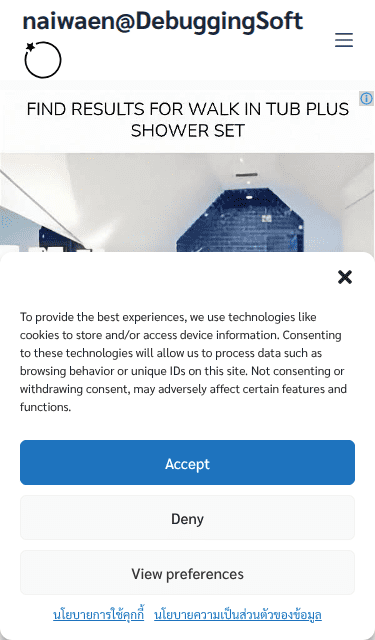 naiwaen@DebuggingSoft
FIND RESULTS FOR WALK IN TUB PLUS
SHOWER SET
To provide the best experiences, we use technologies like
cookies to store and/or access device information. Consenting
to these technologies will allow us to process data such as
browsing behavior or unique IDs on this site. Not consenting or
withdrawing consent, may adversely affect certain features and
functions.
Accept
Deny
View preferences
นโยบายการใช้คุกกี้ นโยบายความเป็นส่วนตัวของข้อมูล